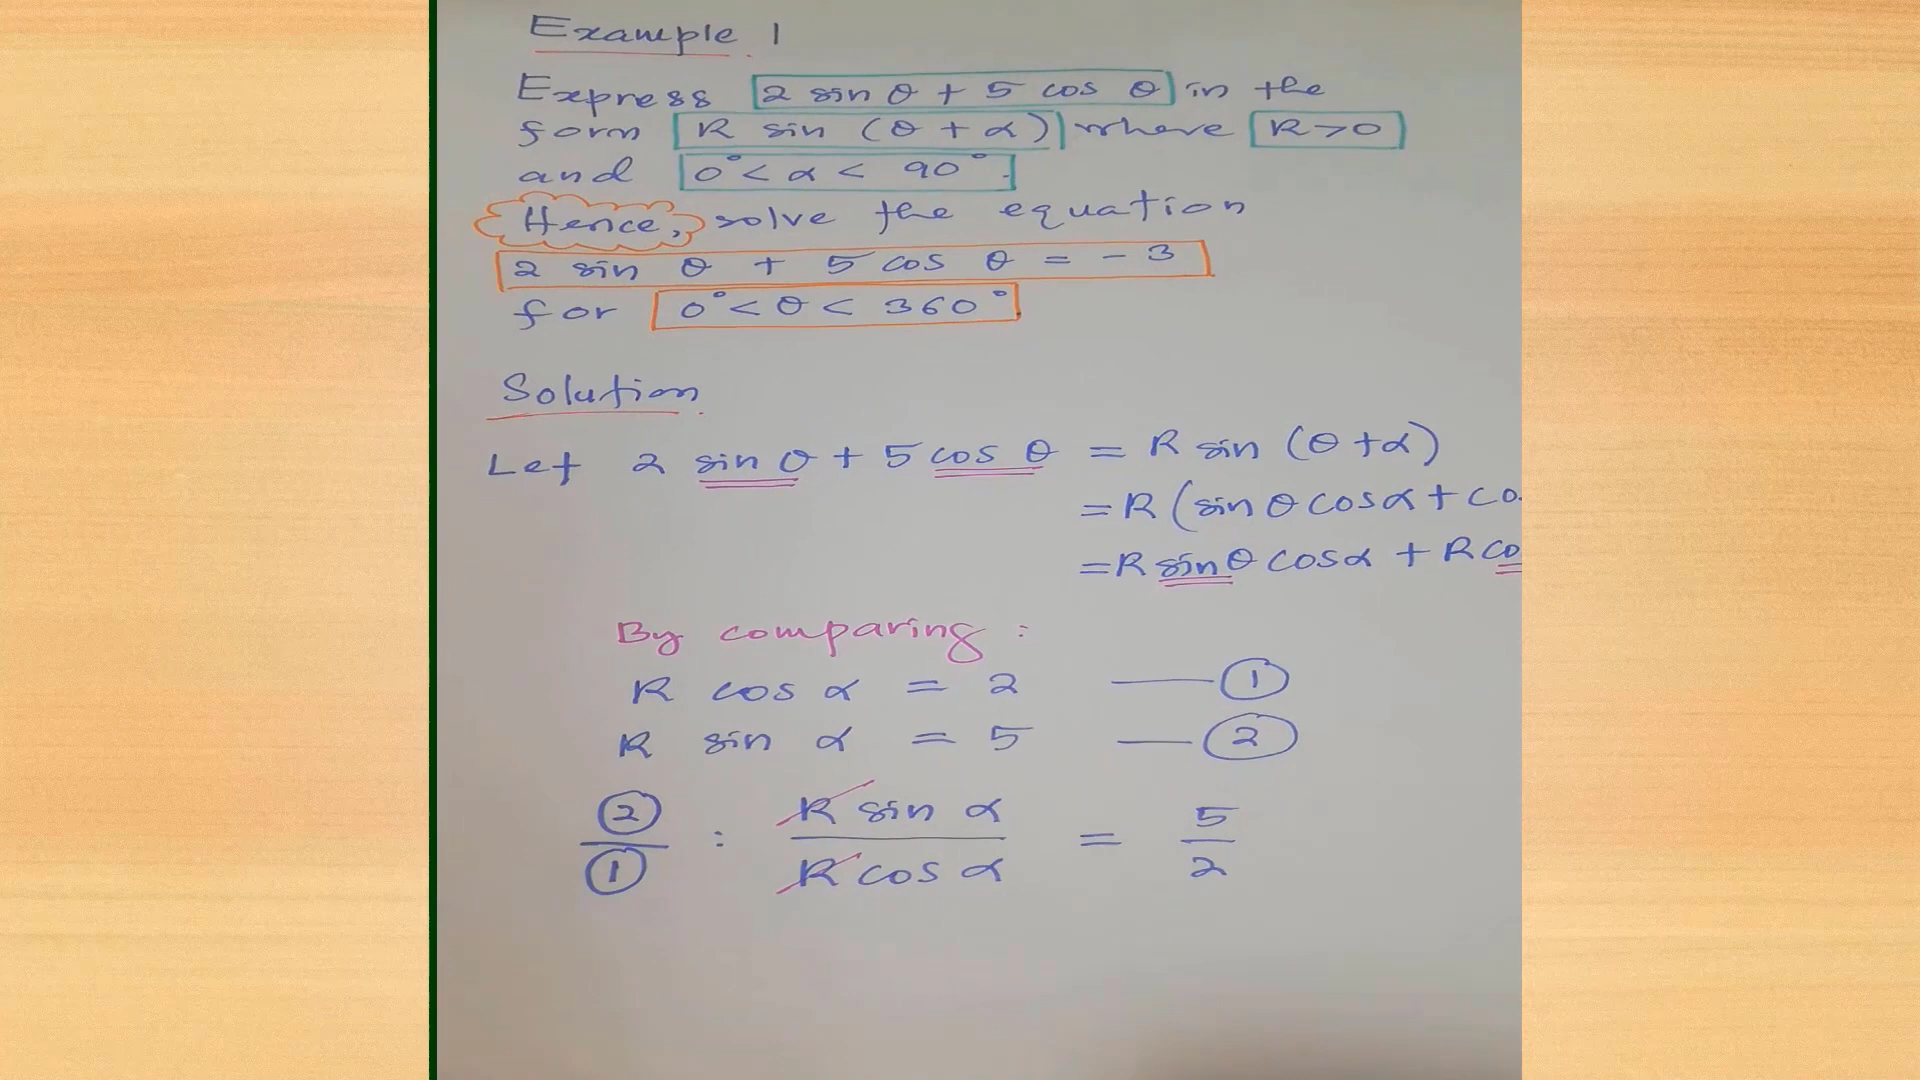 Example 1
Express 2 sin θ + 5 cos θ in the
form R sin (θ + α) where R > 0
and 0° < α < 90°.
Hence, solve the equation
2 sin θ + 5 cos θ = - 3
for 0° < θ < 360°.
Solution
Let 2 sin θ + 5 cos θ = R sin (θ + α)
= R (sin θ cos α + co
= R sin θ cos α + R co
By comparing :
R cos α = 2 —— ①
R sin α = 5 —— ②
②/① : R sin α / R cos α = 5/2